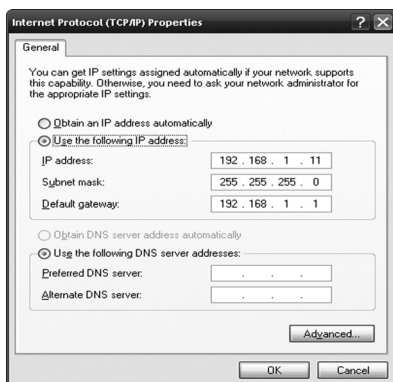 Internet Protocol (TCP/IP) Properties
General
You can get IP settings assigned automatically if your network supports
this capability. Otherwise, you need to ask your network administrator for
the appropriate IP settings.
Obtain an IP address automatically
Use the following IP address:
IP address: 192 . 168 . 1 . 11
Subnet mask: 255 . 255 . 255 . 0
Default gateway: 192 . 168 . 1 . 1
Obtain DNS server address automatically
Use the following DNS server addresses:
Preferred DNS server: . . .
Alternate DNS server: . . .
Advanced...
OK Cancel